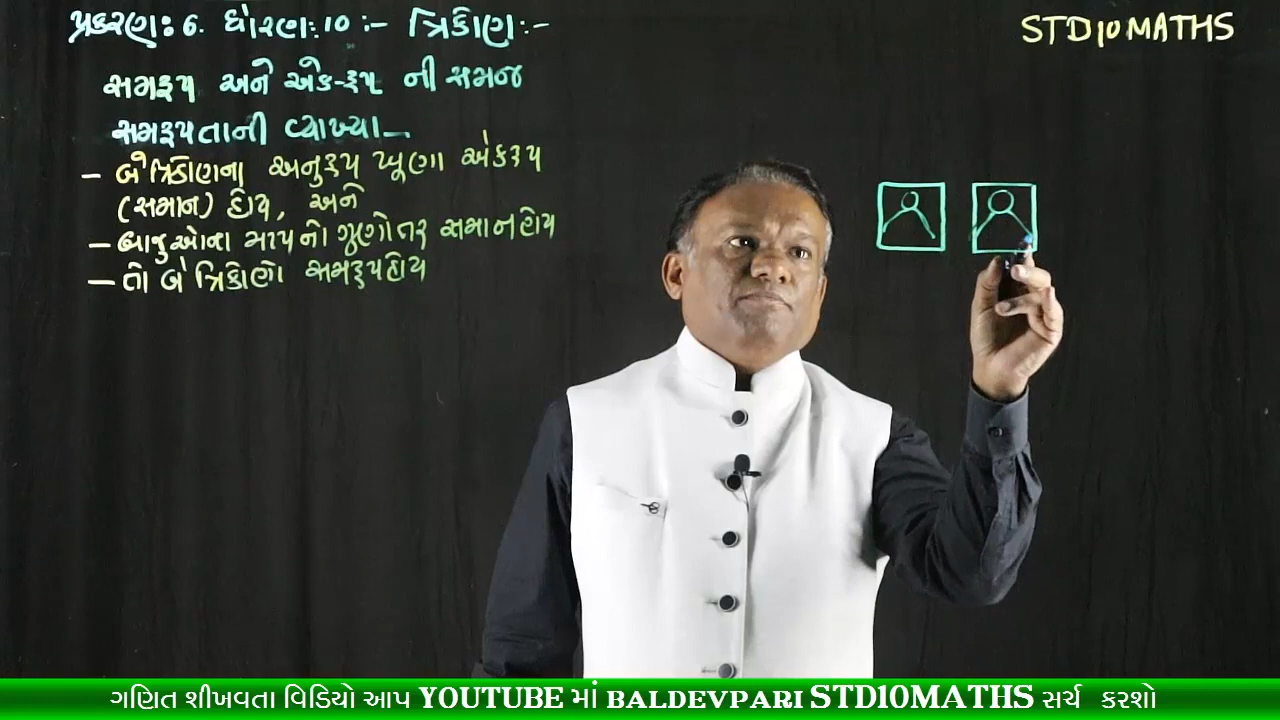 પ્રકરણ: 6. ધોરણ: 10 :- ત્રિકોણ :-
STD10MATHS
સમરૂપ અને એક-રૂપ ની સમજ
સમરૂપતાની વ્યાખ્યા -
- બે ત્રિકોણના અનુરૂપ ખૂણા એકરૂપ
(સમાન) હોય, અને
- બાજુઓના માપનો ગુણોતર સમાન હોય
- તો બે ત્રિકોણો સમરૂપ હોય
ગણિત શીખવતા વિડિયો આપ YOUTUBE માં BALDEVPARI STD10MATHS સર્ચ કરશો